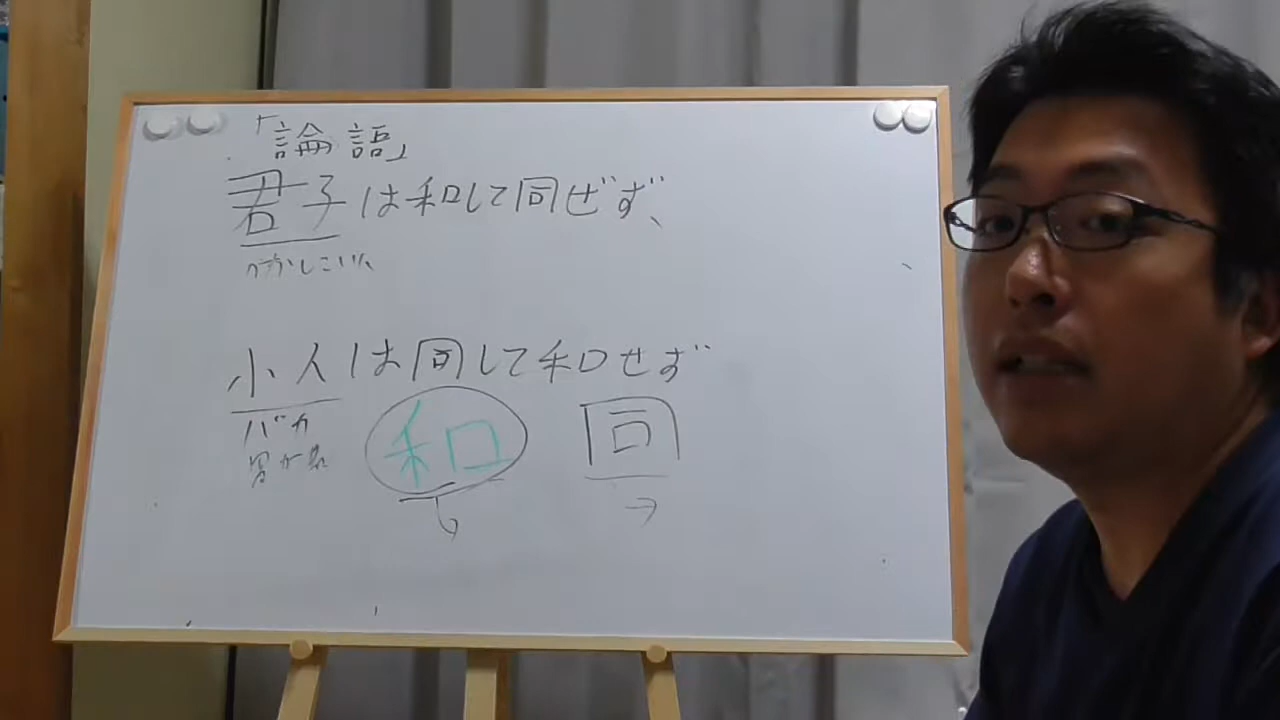 「論語」
君子は和して同ぜず、
かしこい人
小人は同して和せず
バカ
和 同